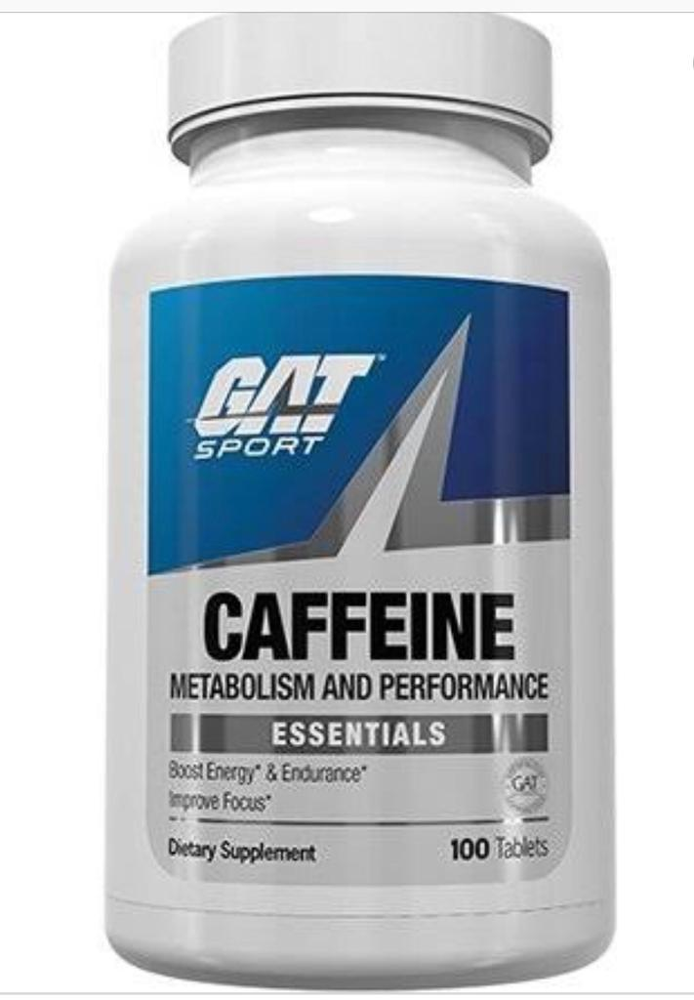 GAT
SPORT
CAFFEINE
METABOLISM AND PERFORMANCE
ESSENTIALS
Boost Energy* & Endurance*
Improve Focus*
GAT
Dietary Supplement
100 Tablets